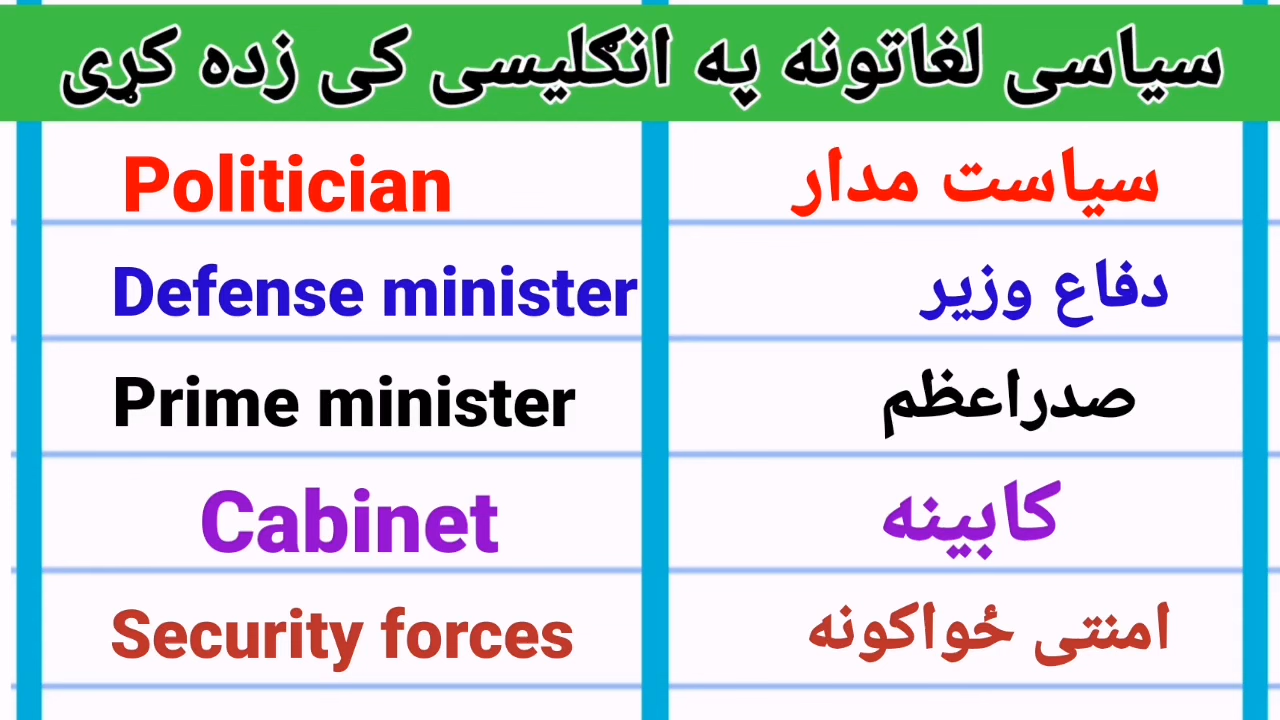 سیاسی لغاتونه په انګلیسی کی زده کړی
Politician سیاست مدار
Defense minister دفاع وزیر
Prime minister صدراعظم
Cabinet کابینه
Security forces امنتی ځواکونه